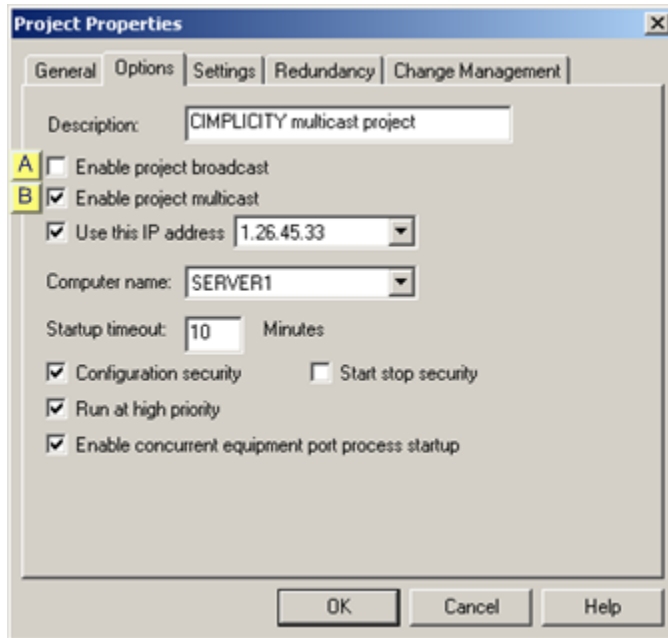 Project Properties
General Options Settings Redundancy Change Management
Description: CIMPLICITY multicast project
A Enable project broadcast
B Enable project multicast
Use this IP address 1.26.45.33
Computer name: SERVER1
Startup timeout: 10 Minutes
Configuration security Start stop security
Run at high priority
Enable concurrent equipment port process startup
OK Cancel Help